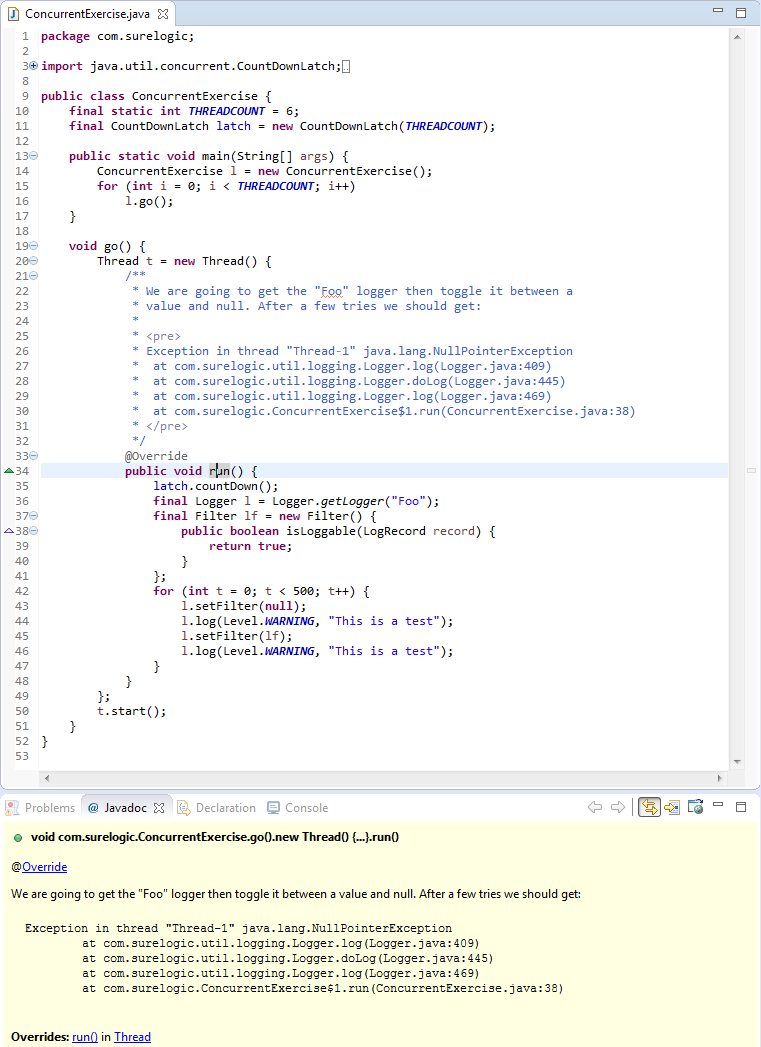 ConcurrentExercise.java
1 package com.surelogic;
2
3 import java.util.concurrent.CountDownLatch;
8
9 public class ConcurrentExercise {
10     final static int THREADCOUNT = 6;
11     final CountDownLatch latch = new CountDownLatch(THREADCOUNT);
12
13     public static void main(String[] args) {
14         ConcurrentExercise l = new ConcurrentExercise();
15         for (int i = 0; i < THREADCOUNT; i++)
16             l.go();
17     }
18
19     void go() {
20         Thread t = new Thread() {
21             /**
22              * We are going to get the "Foo" logger then toggle it between a
23              * value and null. After a few tries we should get:
24              *
25              * <pre>
26              * Exception in thread "Thread-1" java.lang.NullPointerException
27              *  at com.surelogic.util.logging.Logger.log(Logger.java:409)
28              *  at com.surelogic.util.logging.Logger.doLog(Logger.java:445)
29              *  at com.surelogic.util.logging.Logger.log(Logger.java:469)
30              *  at com.surelogic.ConcurrentExercise$1.run(ConcurrentExercise.java:38)
31              * </pre>
32              */
33             @Override
34             public void run() {
35                 latch.countDown();
36                 final Logger l = Logger.getLogger("Foo");
37                 final Filter lf = new Filter() {
38                     public boolean isLoggable(LogRecord record) {
39                         return true;
40                     }
41                 };
42                 for (int t = 0; t < 500; t++) {
43                     l.setFilter(null);
44                     l.log(Level.WARNING, "This is a test");
45                     l.setFilter(lf);
46                     l.log(Level.WARNING, "This is a test");
47                 }
48             }
49         };
50         t.start();
51     }
52 }
53
Problems @ Javadoc Declaration Console
void com.surelogic.ConcurrentExercise.go().new Thread() {...}.run()
@Override
We are going to get the "Foo" logger then toggle it between a value and null. After a few tries we should get:
Exception in thread "Thread-1" java.lang.NullPointerException
at com.surelogic.util.logging.Logger.log(Logger.java:409)
at com.surelogic.util.logging.Logger.doLog(Logger.java:445)
at com.surelogic.util.logging.Logger.log(Logger.java:469)
at com.surelogic.ConcurrentExercise$1.run(ConcurrentExercise.java:38)
Overrides: run() in Thread